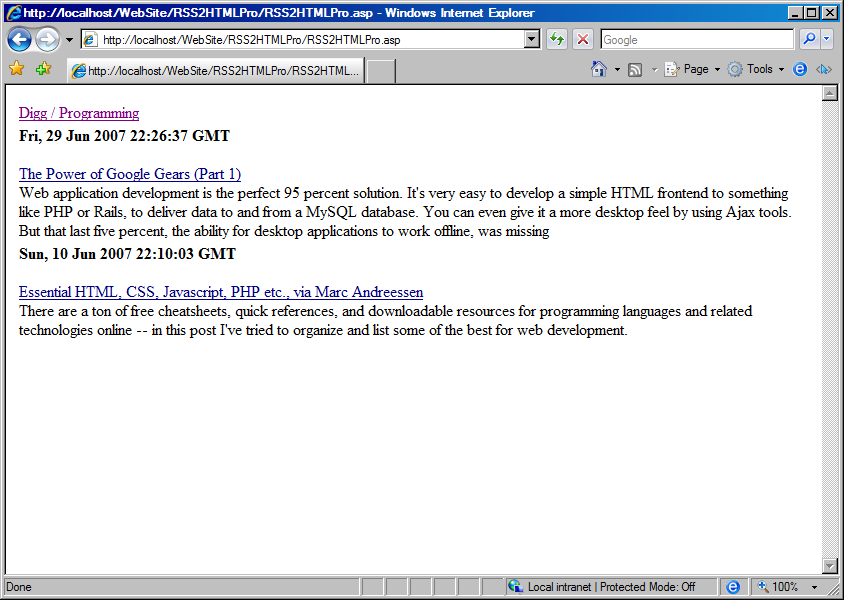 http://localhost/WebSite/RSS2HTMLPro/RSS2HTMLPro.asp - Windows Internet Explorer
http://localhost/WebSite/RSS2HTMLPro/RSS2HTMLPro.asp
Google
http://localhost/WebSite/RSS2HTMLPro/RSS2HTML...
Page
Tools
Digg / Programming
Fri, 29 Jun 2007 22:26:37 GMT
The Power of Google Gears (Part 1)
Web application development is the perfect 95 percent solution. It's very easy to develop a simple HTML frontend to something
like PHP or Rails, to deliver data to and from a MySQL database. You can even give it a more desktop feel by using Ajax tools.
But that last five percent, the ability for desktop applications to work offline, was missing
Sun, 10 Jun 2007 22:10:03 GMT
Essential HTML, CSS, Javascript, PHP etc., via Marc Andreessen
There are a ton of free cheatsheets, quick references, and downloadable resources for programming languages and related
technologies online -- in this post I've tried to organize and list some of the best for web development.
Done
Local intranet | Protected Mode: Off
100%